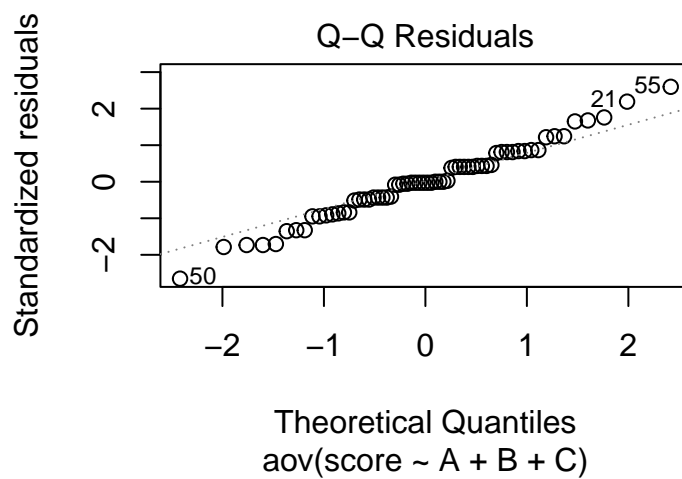 Q−Q Residuals
Standardized residuals
2
0
−2
55
21
50
−2 −1 0 1 2
Theoretical Quantiles
aov(score ~ A + B + C)